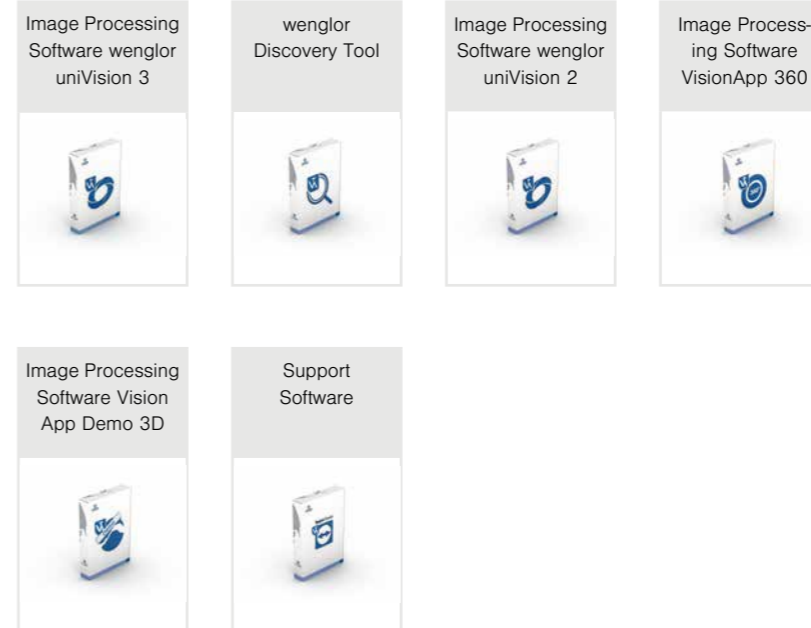 Image Processing
Software wenglor
uniVision 3
wenglor
Discovery Tool
Image Processing
Software wenglor
uniVision 2
Image Process-
ing Software
VisionApp 360
Image Processing
Software Vision
App Demo 3D
Support
Software